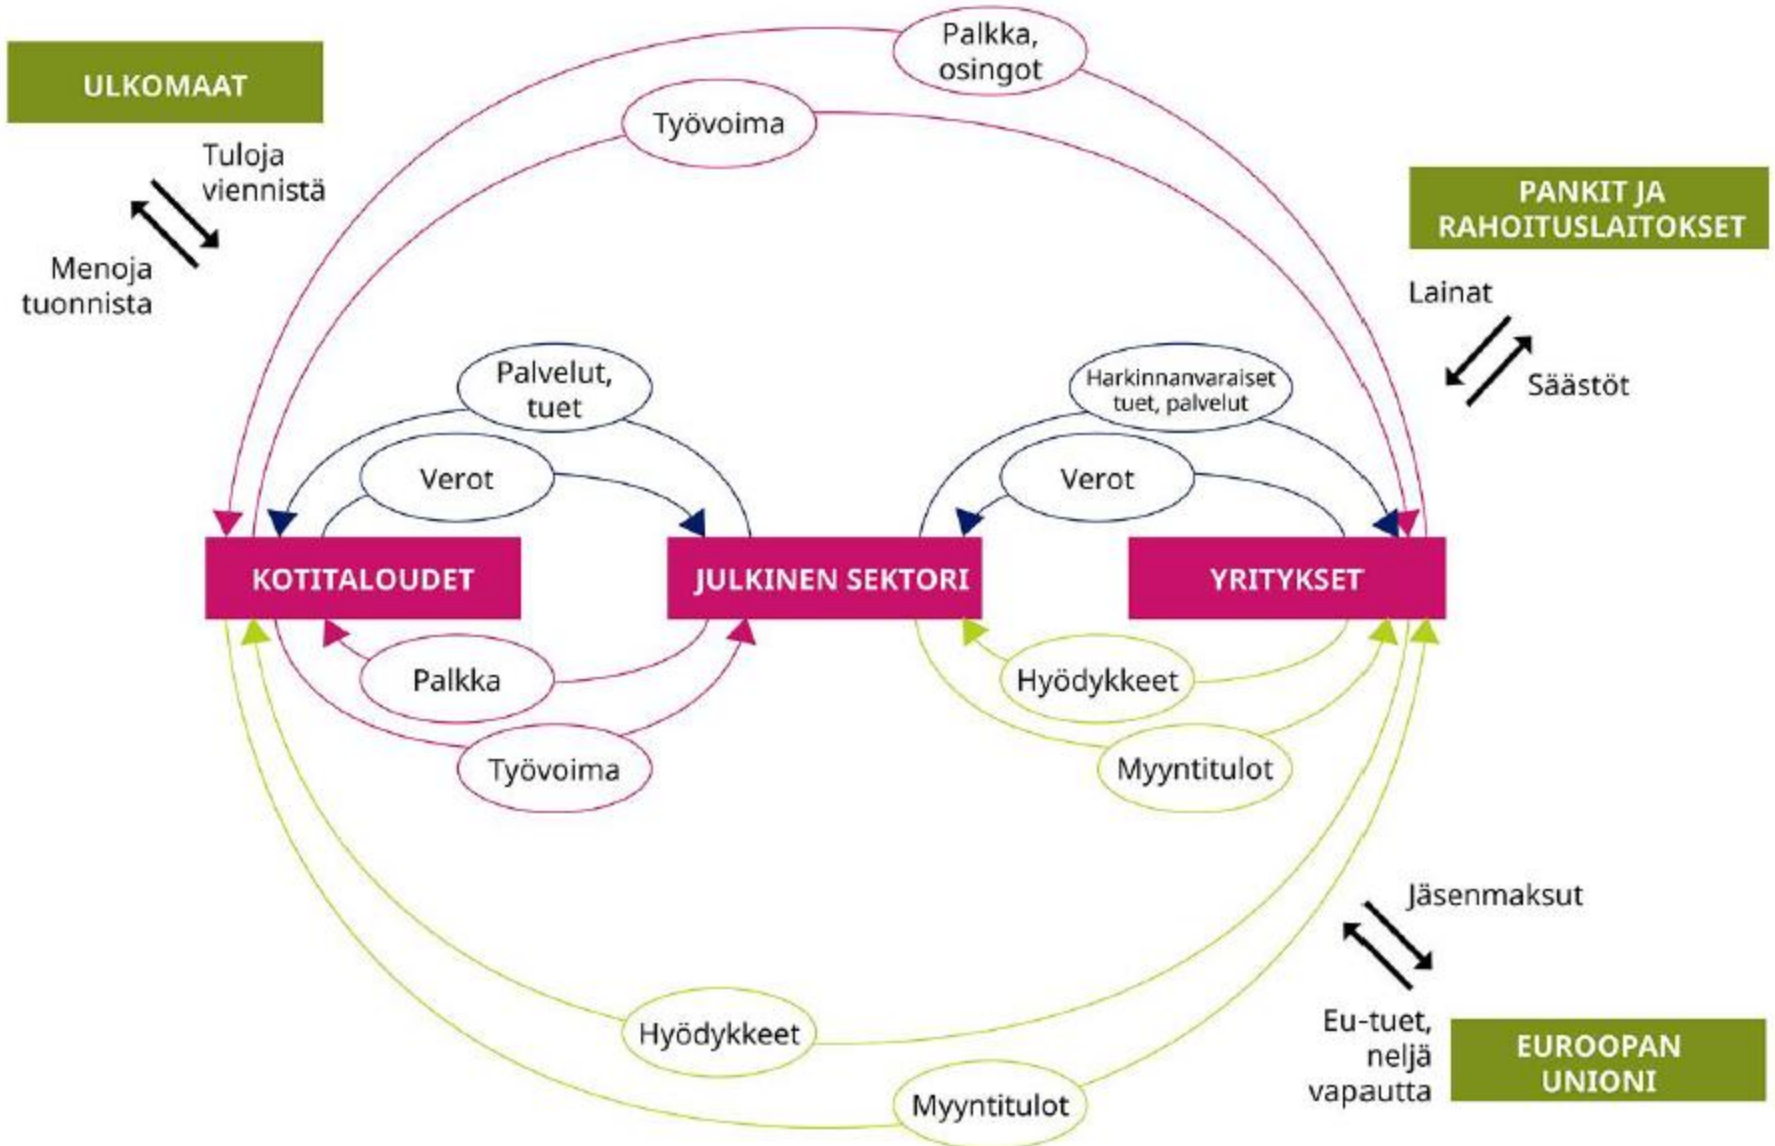 Palkka,
osingot
ULKOMAAT
Työvoima
Tuloja
viennistä
PANKIT JA
RAHOITUSLAITOKSET
Menoja
tuonnista
Lainat
Säästöt
Palvelut,
tuet
Harkinnanvaraiset
tuet, palvelut
Verot
Verot
KOTITALOUDET
JULKINEN SEKTORI
YRITYKSET
Palkka
Hyödykkeet
Työvoima
Myyntitulot
Jäsenmaksut
Hyödykkeet
Eu-tuet,
neljä
vapautta
EUROOPAN
UNIONI
Myyntitulot